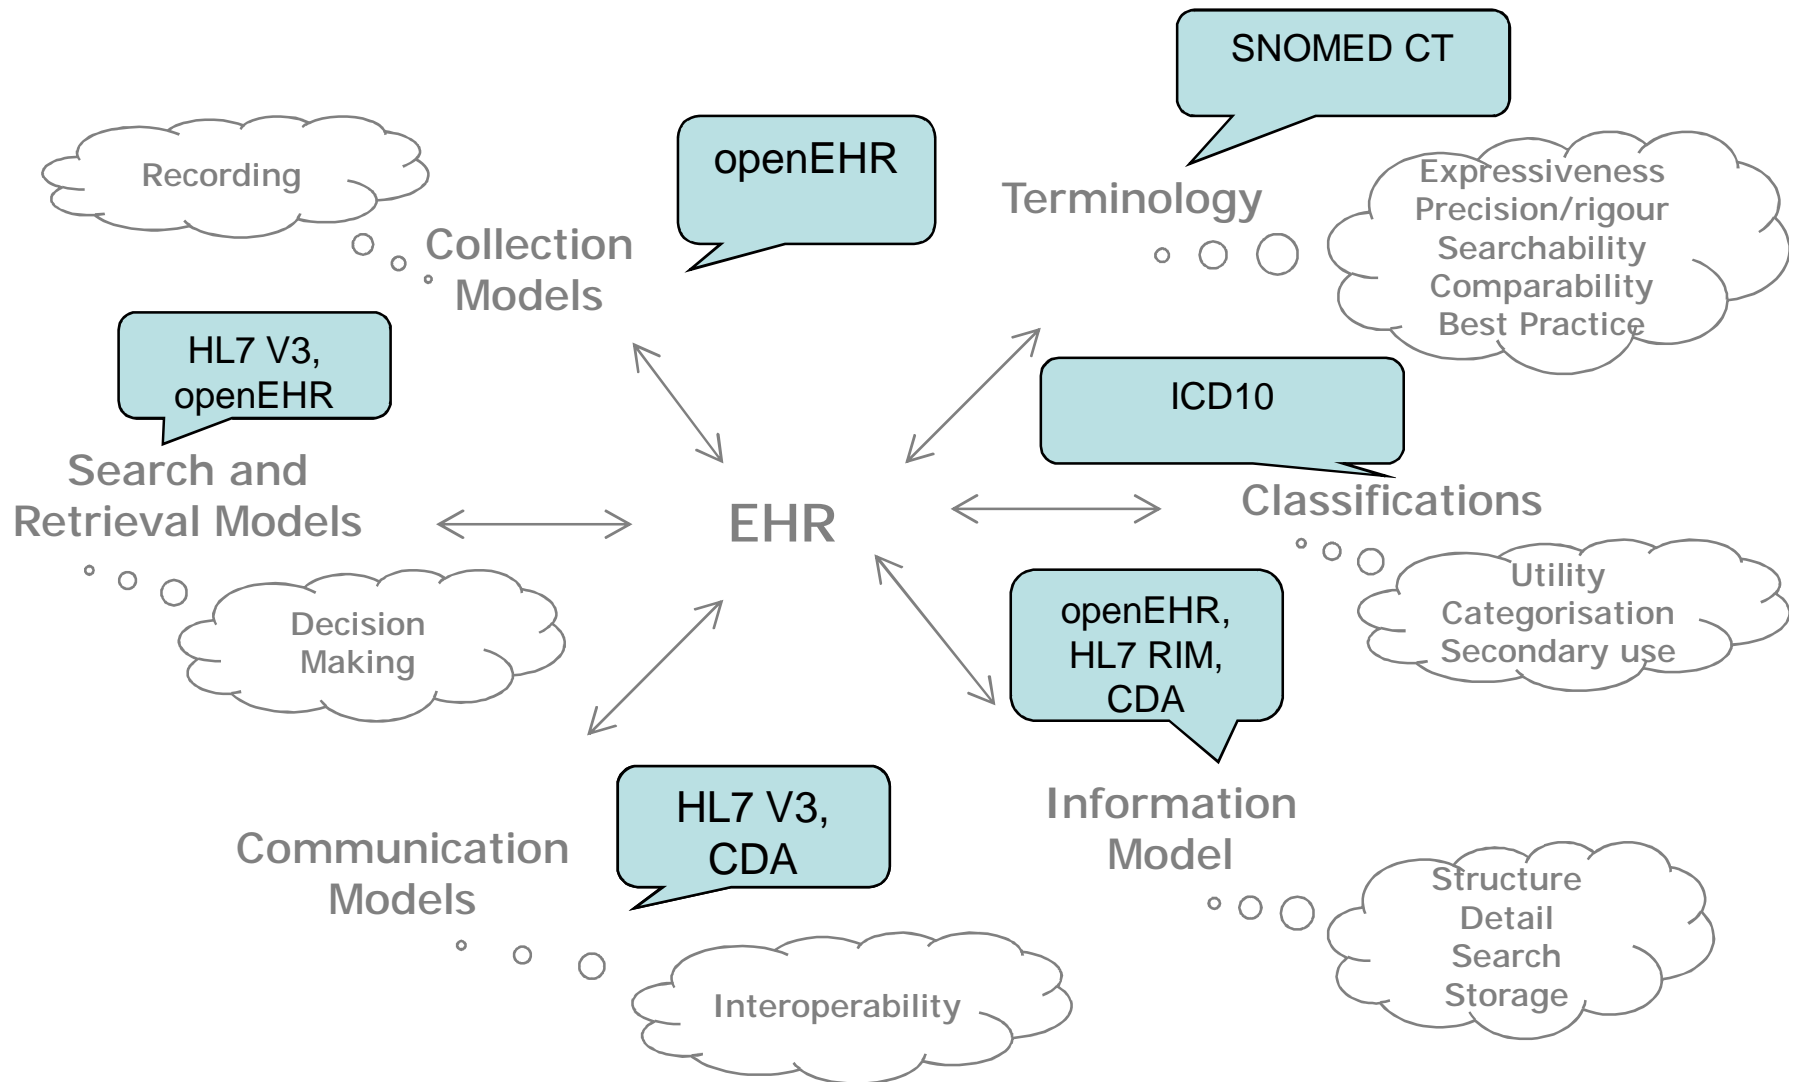 SNOMED CT
Recording
openEHR
Terminology
Expressiveness
Precision/rigour
Searchability
Comparability
Best Practice
Collection
Models
HL7 V3,
openEHR
ICD10
Search and
Retrieval Models
EHR
Classifications
Utility
Categorisation
Secondary use
Decision
Making
openEHR,
HL7 RIM,
CDA
HL7 V3,
CDA
Information
Model
Communication
Models
Structure
Detail
Search
Storage
Interoperability